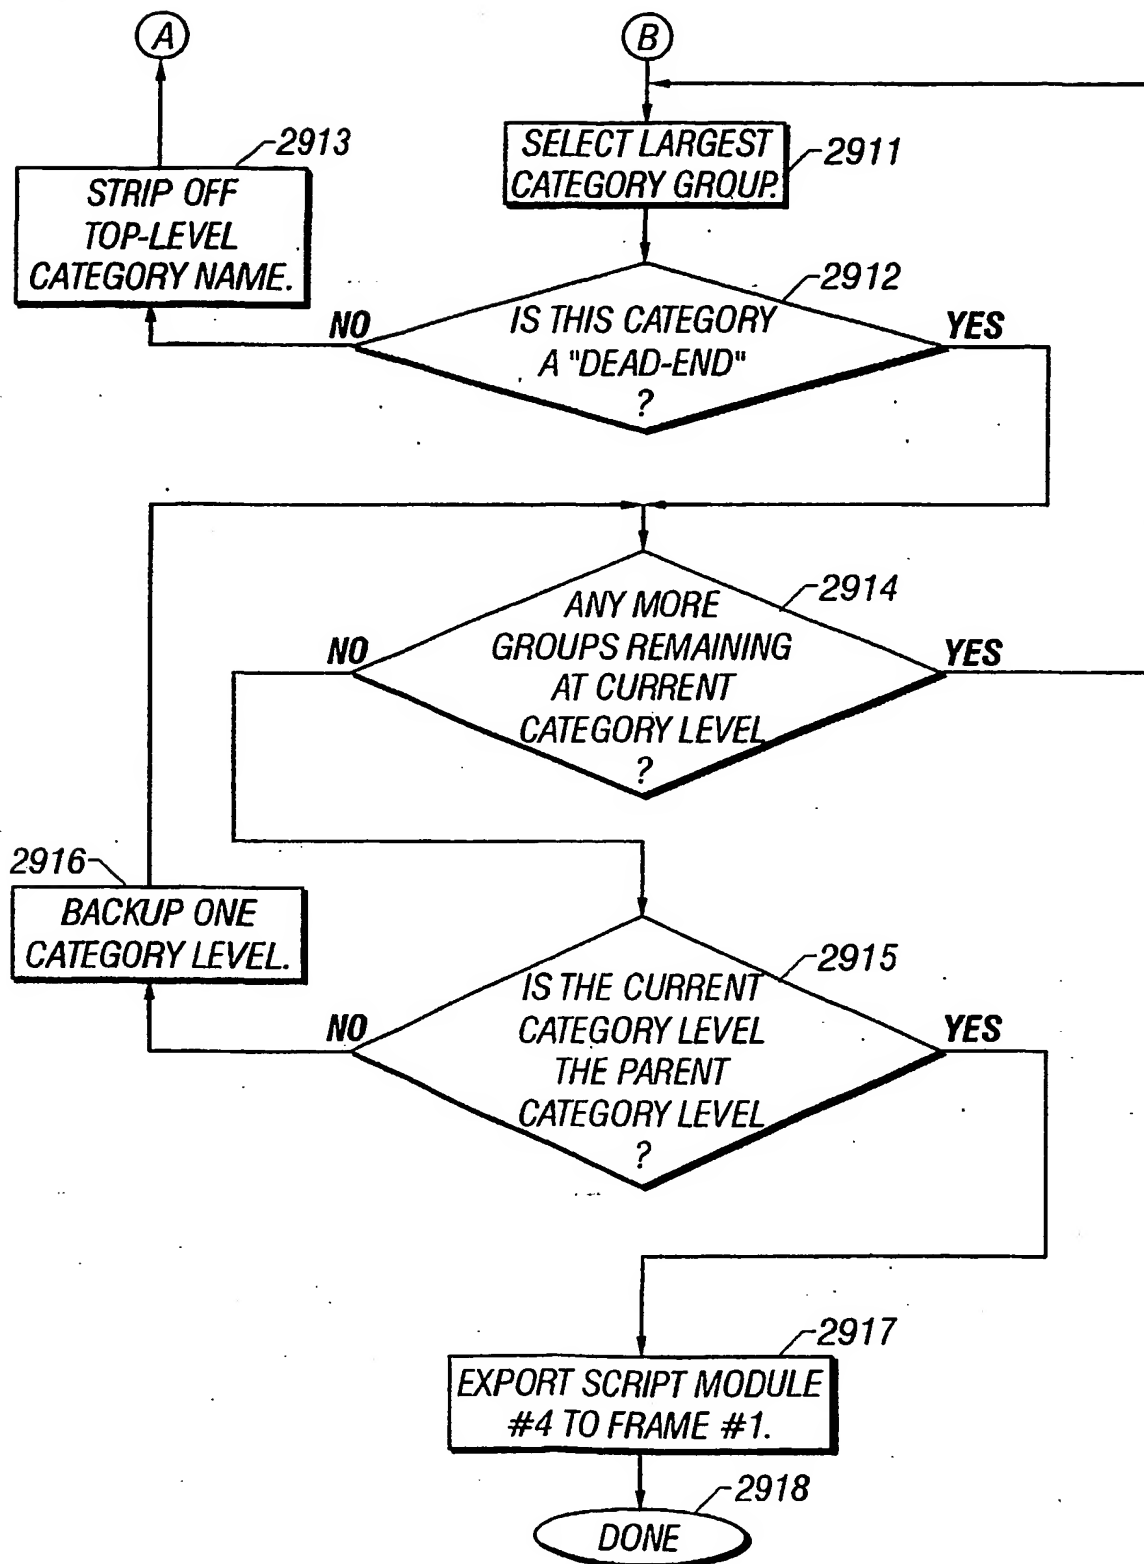 A
B
2913
STRIP OFF
TOP-LEVEL
CATEGORY NAME.
SELECT LARGEST
CATEGORY GROUP.
2911
2912
IS THIS CATEGORY
A "DEAD-END"
?
NO
YES
2914
ANY MORE
GROUPS REMAINING
AT CURRENT
CATEGORY LEVEL
?
NO
YES
2916
BACKUP ONE
CATEGORY LEVEL.
2915
IS THE CURRENT
CATEGORY LEVEL
THE PARENT
CATEGORY LEVEL
?
NO
YES
2917
EXPORT SCRIPT MODULE
#4 TO FRAME #1.
2918
DONE